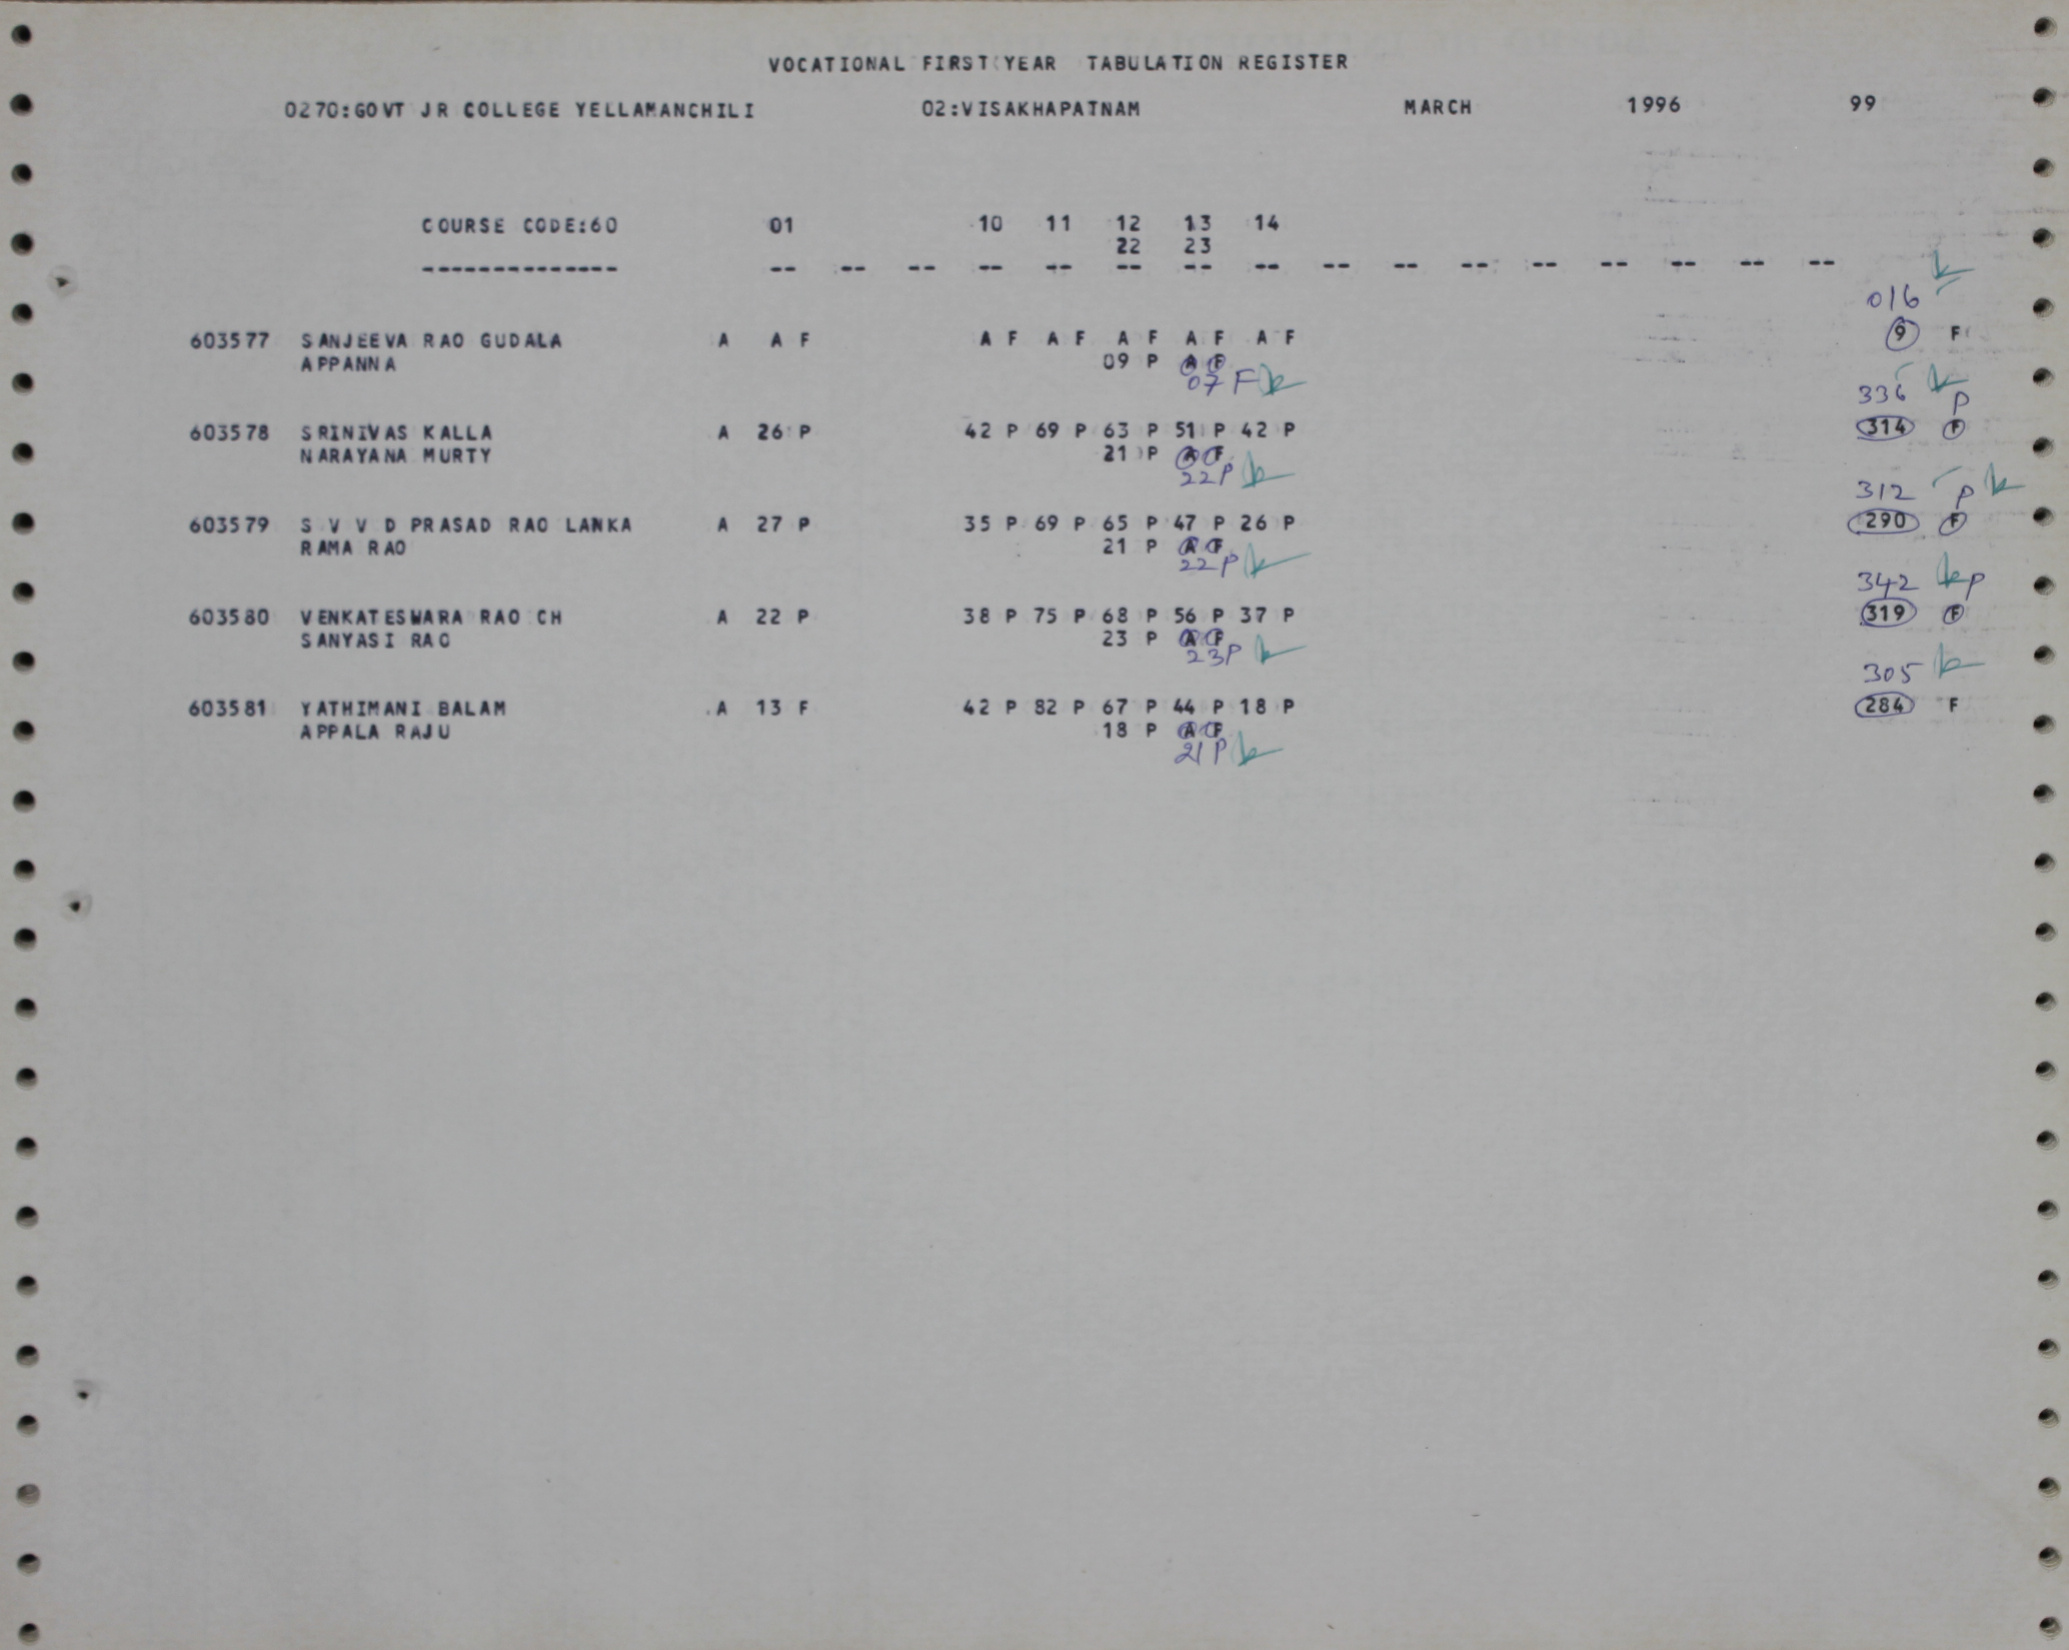 VOCATIONAL FIRST YEAR TABULATION REGISTER
0270:GOVT JR COLLEGE YELLAMANCHILI 02:VISAKHAPATNAM MARCH 1996 99
COURSE CODE:60 01 10 11 12 13 14
22 23
-------------- -- -- -- -- -- -- -- -- -- -- -- -- -- -- -- --
016
603577 SANJEEVA RAO GUDALA A A F A F A F A F A F A F 9 F
APPANNA 09 P A F
07 F
336 P
603578 SRINIVAS KALLA A 26 P 42 P 69 P 63 P 51 P 42 P 314 F
NARAYANA MURTY 21 P A F
22 P
312 P
603579 S V V D PRASAD RAO LANKA A 27 P 35 P 69 P 65 P 47 P 26 P 290 F
RAMA RAO 21 P A F
22 P
342 P
603580 VENKATESWARA RAO CH A 22 P 38 P 75 P 68 P 56 P 37 P 319 F
SANYASI RAO 23 P A F
23 P
305
603581 YATHIMANI BALAM A 13 F 42 P 82 P 67 P 44 P 18 P 284 F
APPALA RAJU 18 P A F
21 P